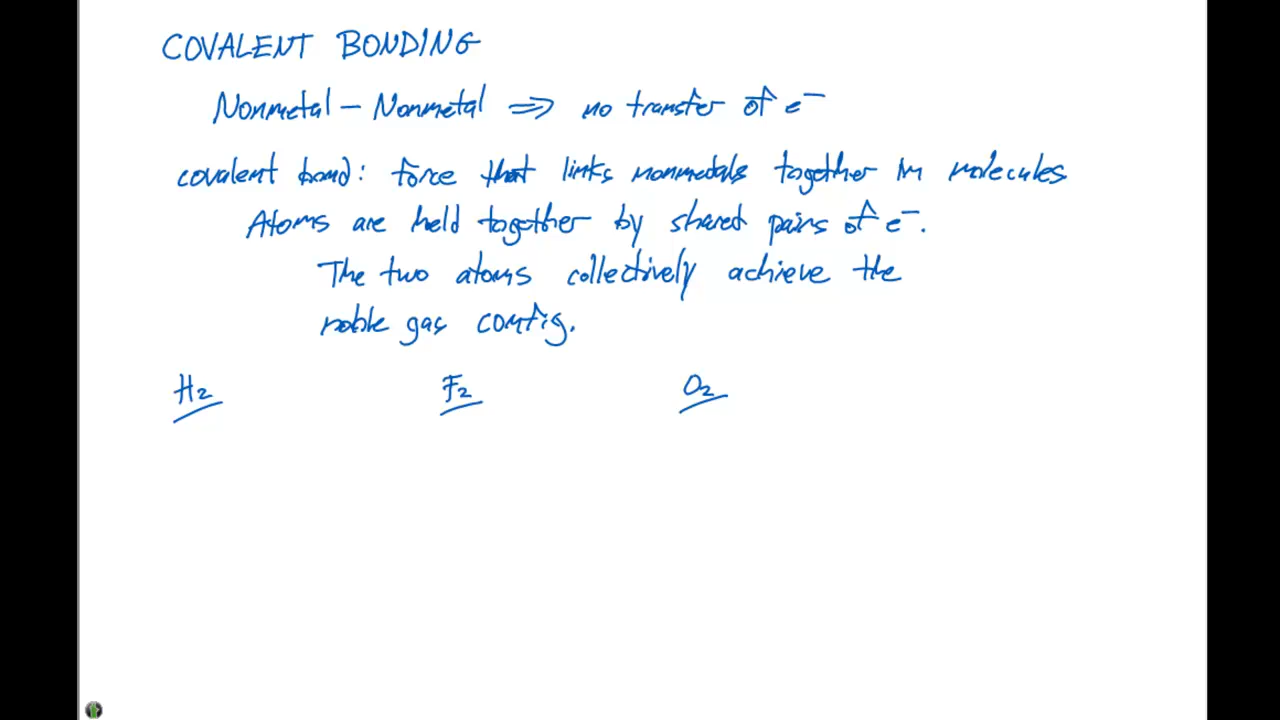 COVALENT BONDING
Nonmetal – Nonmetal ⇒ no transfer of e⁻
covalent bond: force that links nonmetals together in molecules
Atoms are held together by shared pairs of e⁻.
The two atoms collectively achieve the
noble gas config.
H₂ F₂ O₂